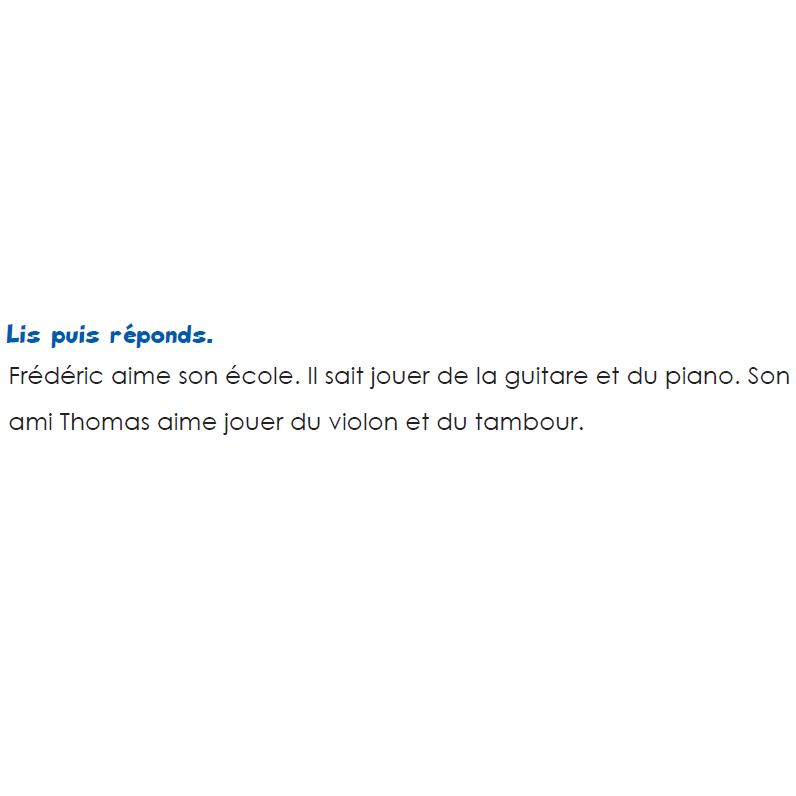 Lis puis réponds.
Frédéric aime son école. Il sait jouer de la guitare et du piano. Son
ami Thomas aime jouer du violon et du tambour.